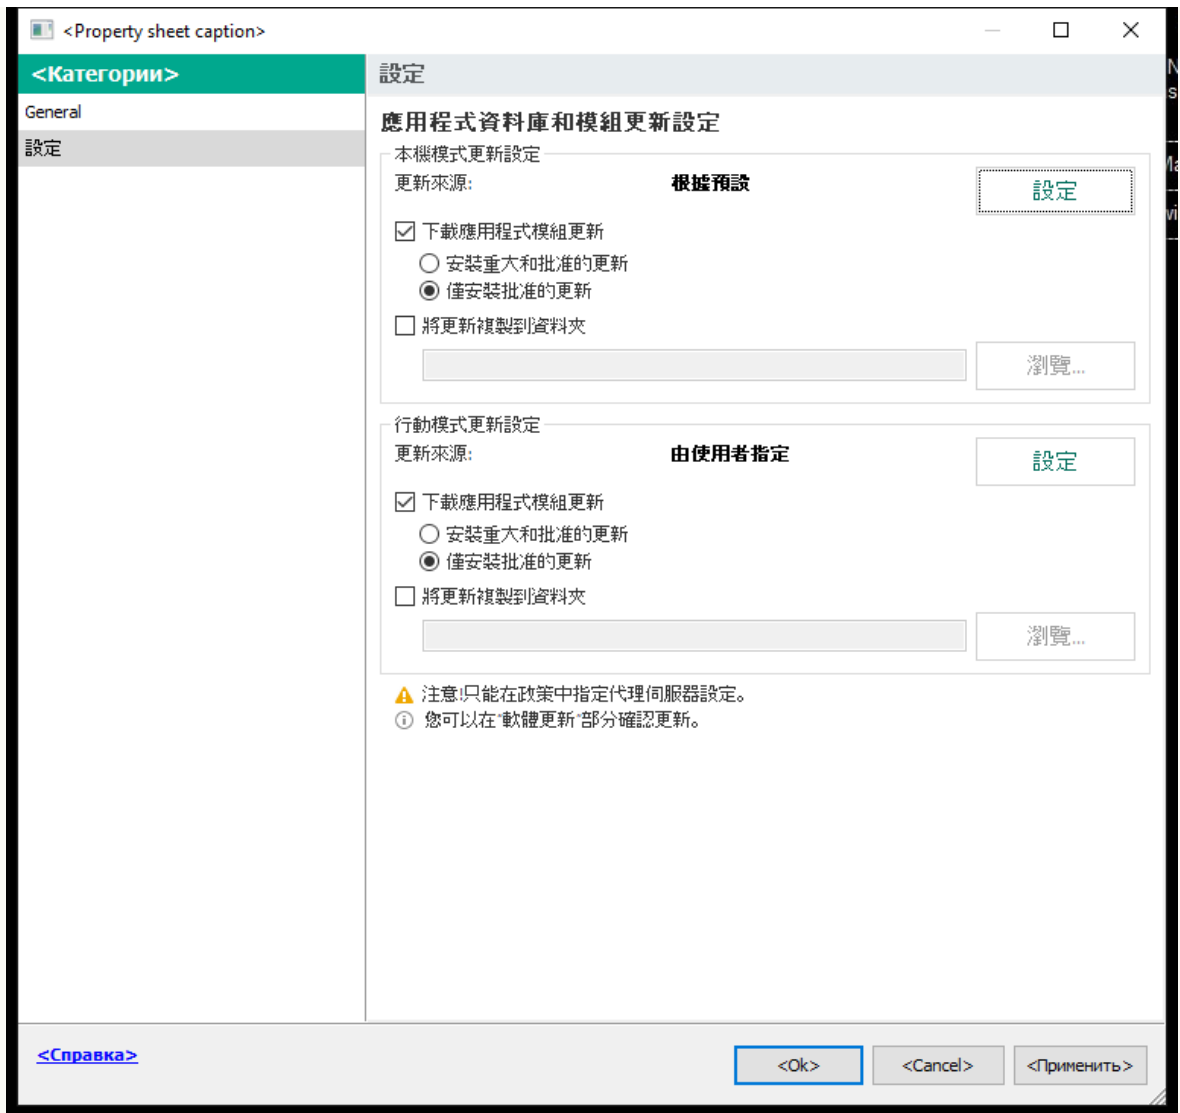 <Property sheet caption>
<Категории>
General
設定
設定
應用程式資料庫和模組更新設定
本機模式更新設定
更新來源: 根據預設 設定
下載應用程式模組更新
安裝重大和批准的更新
僅安裝批准的更新
將更新複製到資料夾
瀏覽...
行動模式更新設定
更新來源: 由使用者指定 設定
下載應用程式模組更新
安裝重大和批准的更新
僅安裝批准的更新
將更新複製到資料夾
瀏覽...
注意!只能在政策中指定代理伺服器設定。
您可以在"軟體更新"部分確認更新。
<Справка>
<Ok> <Cancel> <Применить>